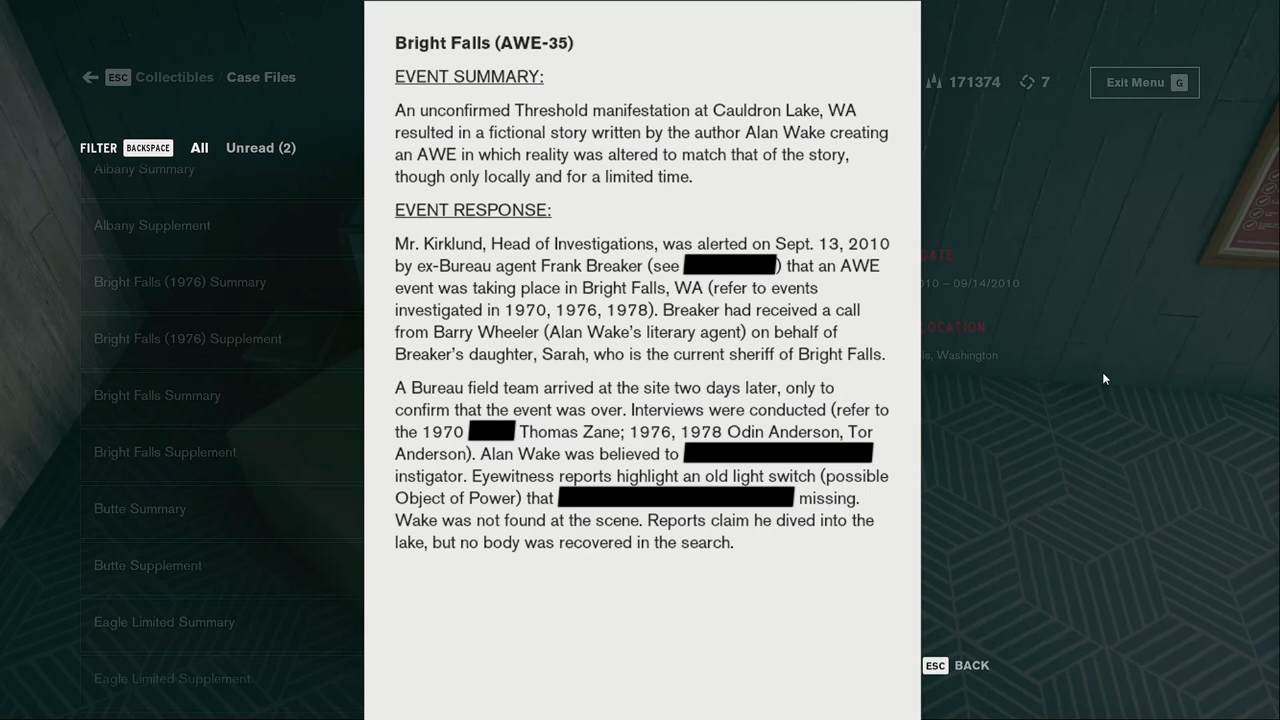 Bright Falls (AWE-35)
EVENT SUMMARY:
An unconfirmed Threshold manifestation at Cauldron Lake, WA
resulted in a fictional story written by the author Alan Wake creating
an AWE in which reality was altered to match that of the story,
though only locally and for a limited time.
EVENT RESPONSE:
Mr. Kirklund, Head of Investigations, was alerted on Sept. 13, 2010
by ex-Bureau agent Frank Breaker (see ) that an AWE
event was taking place in Bright Falls, WA (refer to events
investigated in 1970, 1976, 1978). Breaker had received a call
from Barry Wheeler (Alan Wake's literary agent) on behalf of
Breaker's daughter, Sarah, who is the current sheriff of Bright Falls.
A Bureau field team arrived at the site two days later, only to
confirm that the event was over. Interviews were conducted (refer to
the 1970 Thomas Zane; 1976, 1978 Odin Anderson, Tor
Anderson). Alan Wake was believed to
instigator. Eyewitness reports highlight an old light switch (possible
Object of Power) that missing.
Wake was not found at the scene. Reports claim he dived into the
lake, but no body was recovered in the search.
ESC Collectibles / Case Files
FILTER BACKSPACE All Unread (2)
Albany Summary
Albany Supplement
Bright Falls (1976) Summary
Bright Falls (1976) Supplement
Bright Falls Summary
Bright Falls Supplement
Butte Summary
Butte Supplement
Eagle Limited Summary
Eagle Limited Supplement
171374 7
Exit Menu G
DATE
010 – 09/14/2010
LOCATION
ls, Washington
ESC BACK